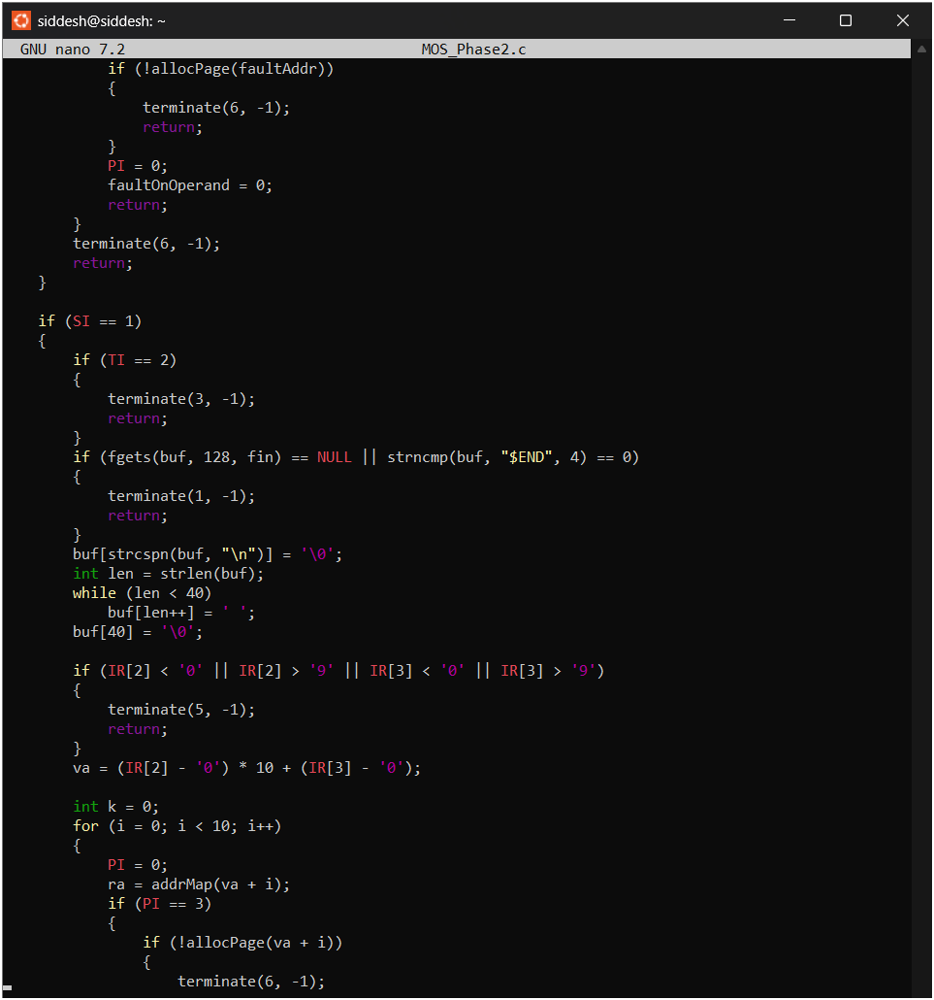 siddesh@siddesh: ~
GNU nano 7.2 MOS_Phase2.c
            if (!allocPage(faultAddr))
            {
                terminate(6, -1);
                return;
            }
            PI = 0;
            faultOnOperand = 0;
            return;
        }
        terminate(6, -1);
        return;
    }

    if (SI == 1)
    {
        if (TI == 2)
        {
            terminate(3, -1);
            return;
        }
        if (fgets(buf, 128, fin) == NULL || strncmp(buf, "$END", 4) == 0)
        {
            terminate(1, -1);
            return;
        }
        buf[strcspn(buf, "\n")] = '\0';
        int len = strlen(buf);
        while (len < 40)
            buf[len++] = ' ';
        buf[40] = '\0';

        if (IR[2] < '0' || IR[2] > '9' || IR[3] < '0' || IR[3] > '9')
        {
            terminate(5, -1);
            return;
        }
        va = (IR[2] - '0') * 10 + (IR[3] - '0');

        int k = 0;
        for (i = 0; i < 10; i++)
        {
            PI = 0;
            ra = addrMap(va + i);
            if (PI == 3)
            {
                if (!allocPage(va + i))
                {
                    terminate(6, -1);